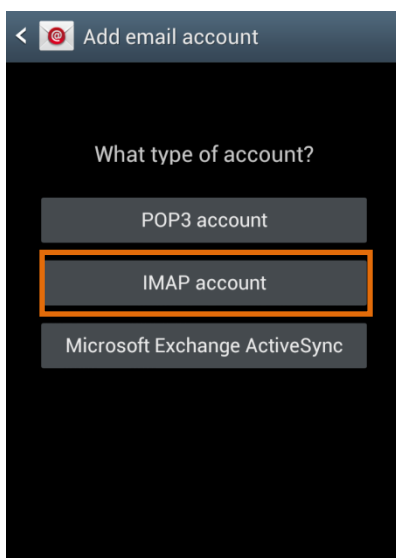 Add email account
What type of account?
POP3 account
IMAP account
Microsoft Exchange ActiveSync